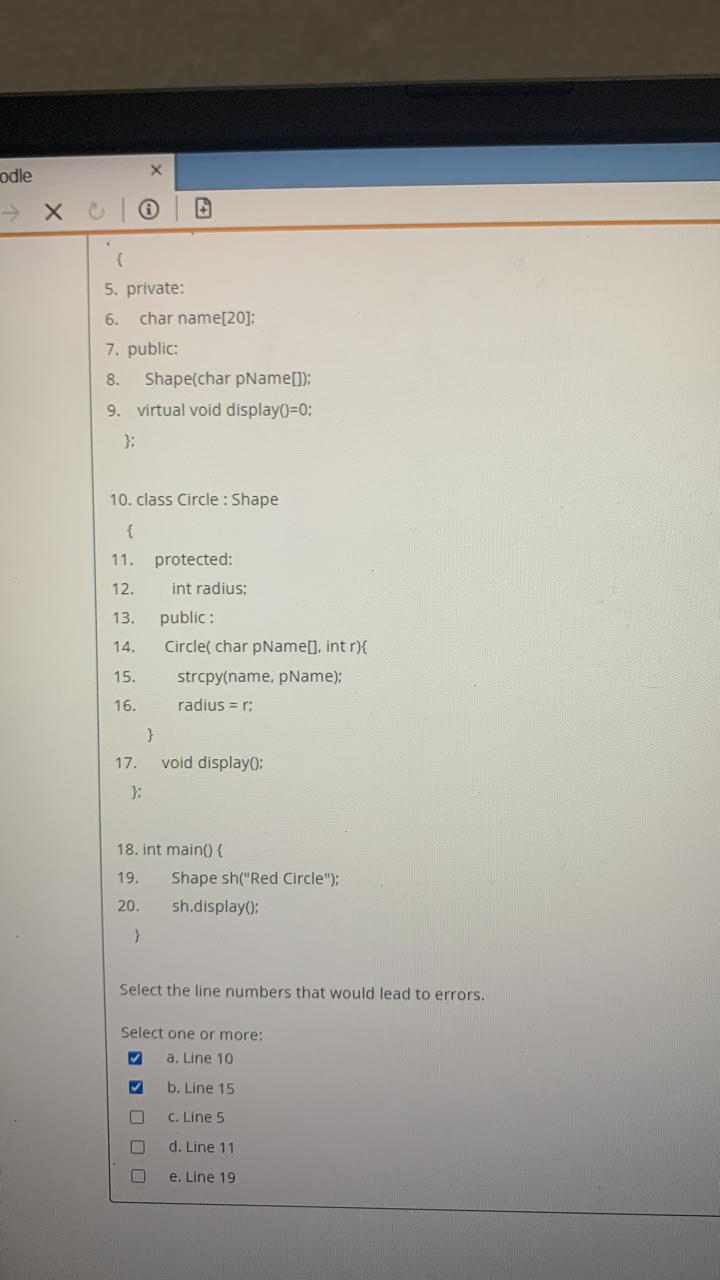 odle
{
5. private:
6. char name[20];
7. public:
8. Shape(char pName[]);
9. virtual void display()=0;
};
10. class Circle : Shape
{
11. protected:
12. int radius;
13. public :
14. Circle( char pName[], int r){
15. strcpy(name, pName);
16. radius = r;
}
17. void display();
};
18. int main() {
19. Shape sh("Red Circle");
20. sh.display();
}
Select the line numbers that would lead to errors.
Select one or more:
a. Line 10
b. Line 15
c. Line 5
d. Line 11
e. Line 19